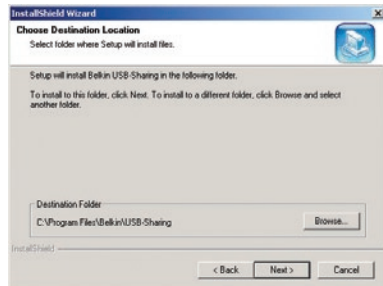 InstallShield Wizard
Choose Destination Location
Select folder where Setup will install files.
Setup will install Belkin USB-Sharing in the following folder.
To install to this folder, click Next. To install to a different folder, click Browse and select
another folder.
Destination Folder
C:\Program Files\Belkin\USB-Sharing
Browse...
InstallShield
< Back
Next >
Cancel